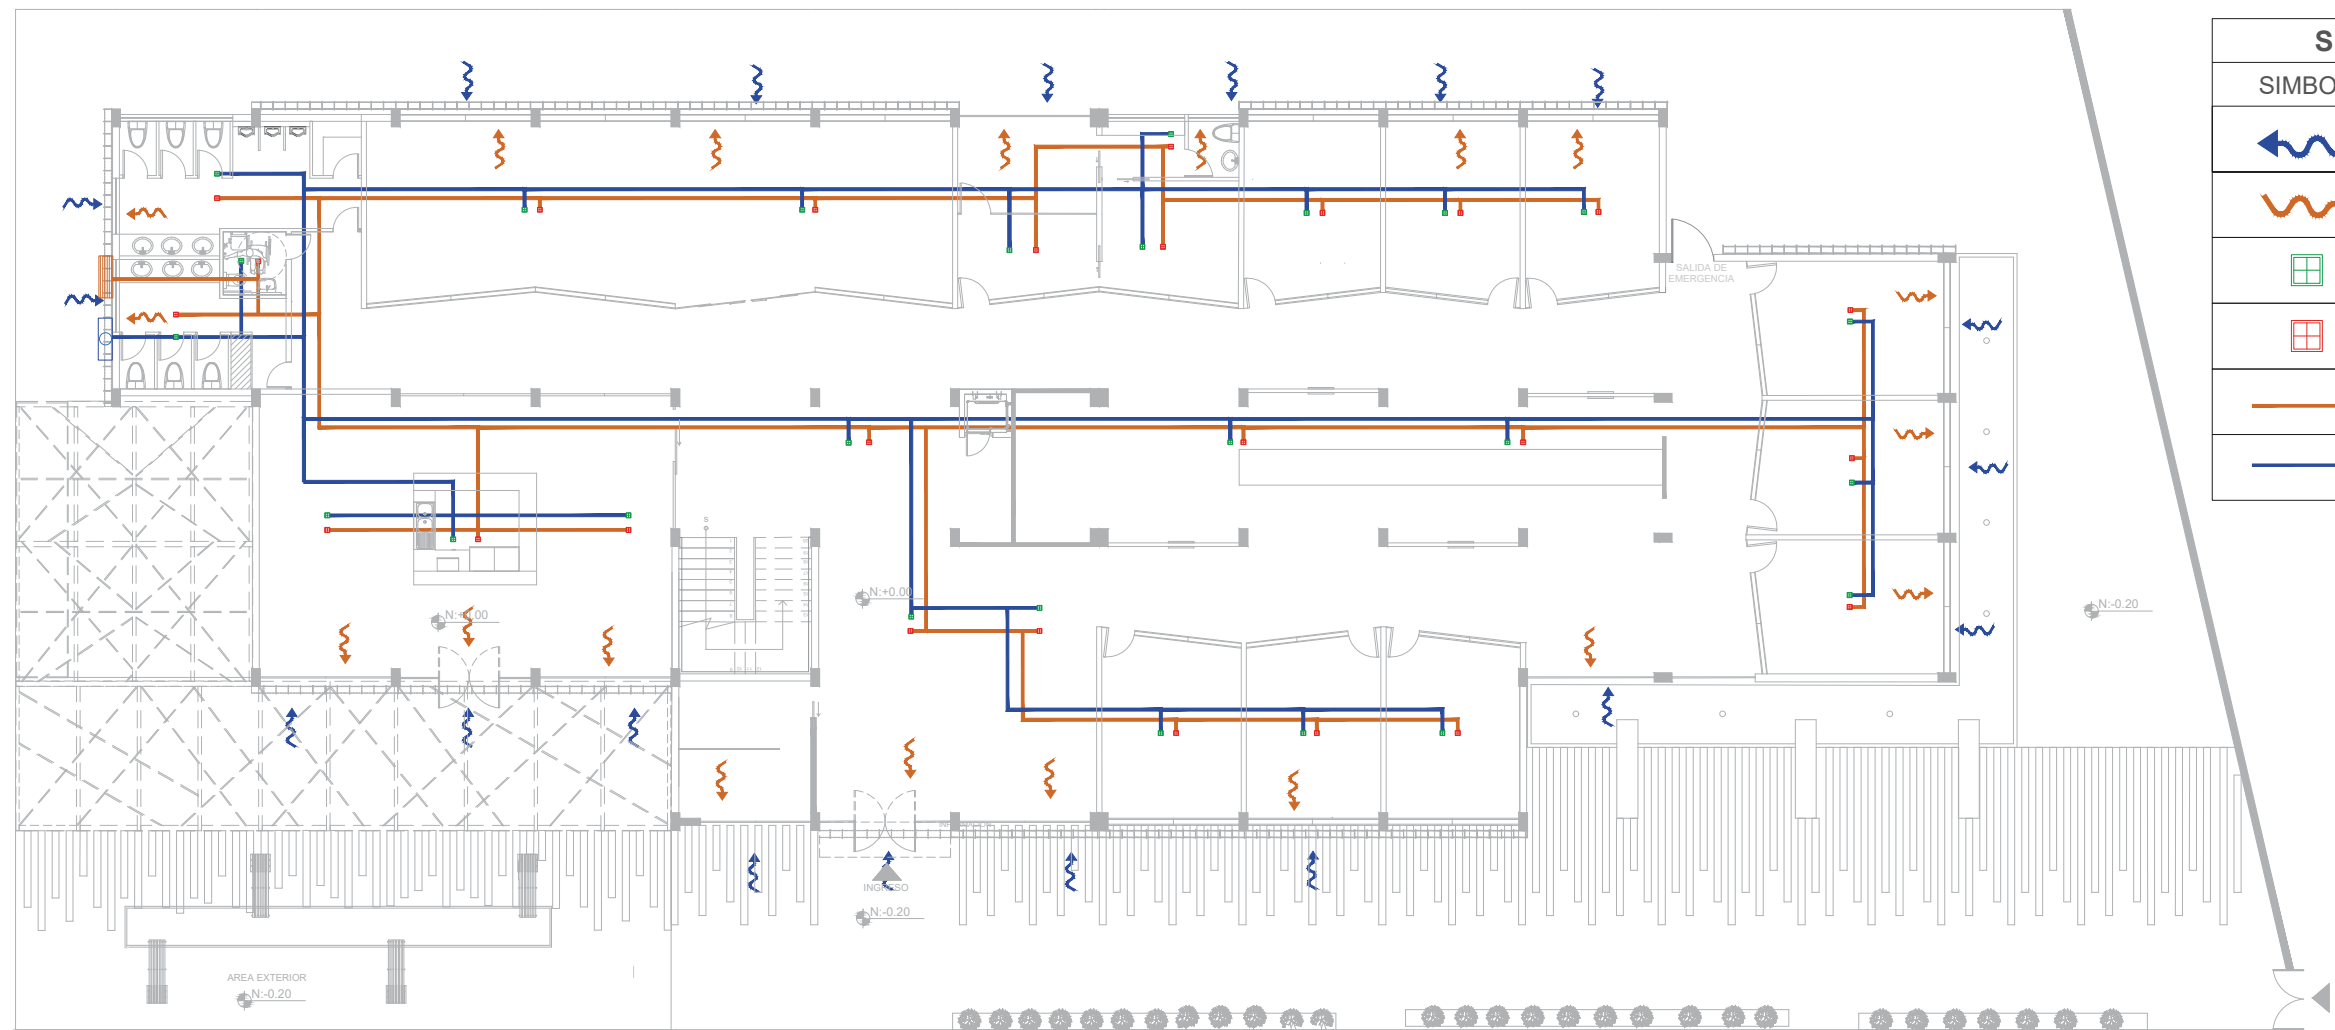 S
SIMBO
SALIDA DE
EMERGENCIA
S
N:+0.00
N:+0.00
N:-0.20
INGRESO
N:-0.20
AREA EXTERIOR
N:-0.20